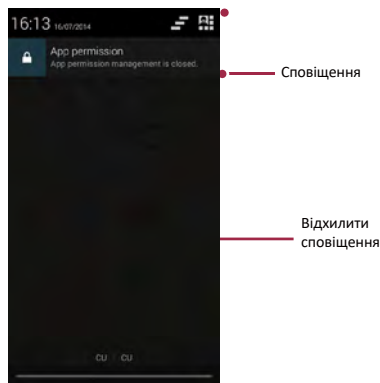 16:13 16/07/2014
App permission
App permission management is closed.
Сповіщення
Відхилити
сповіщення
CU | CU